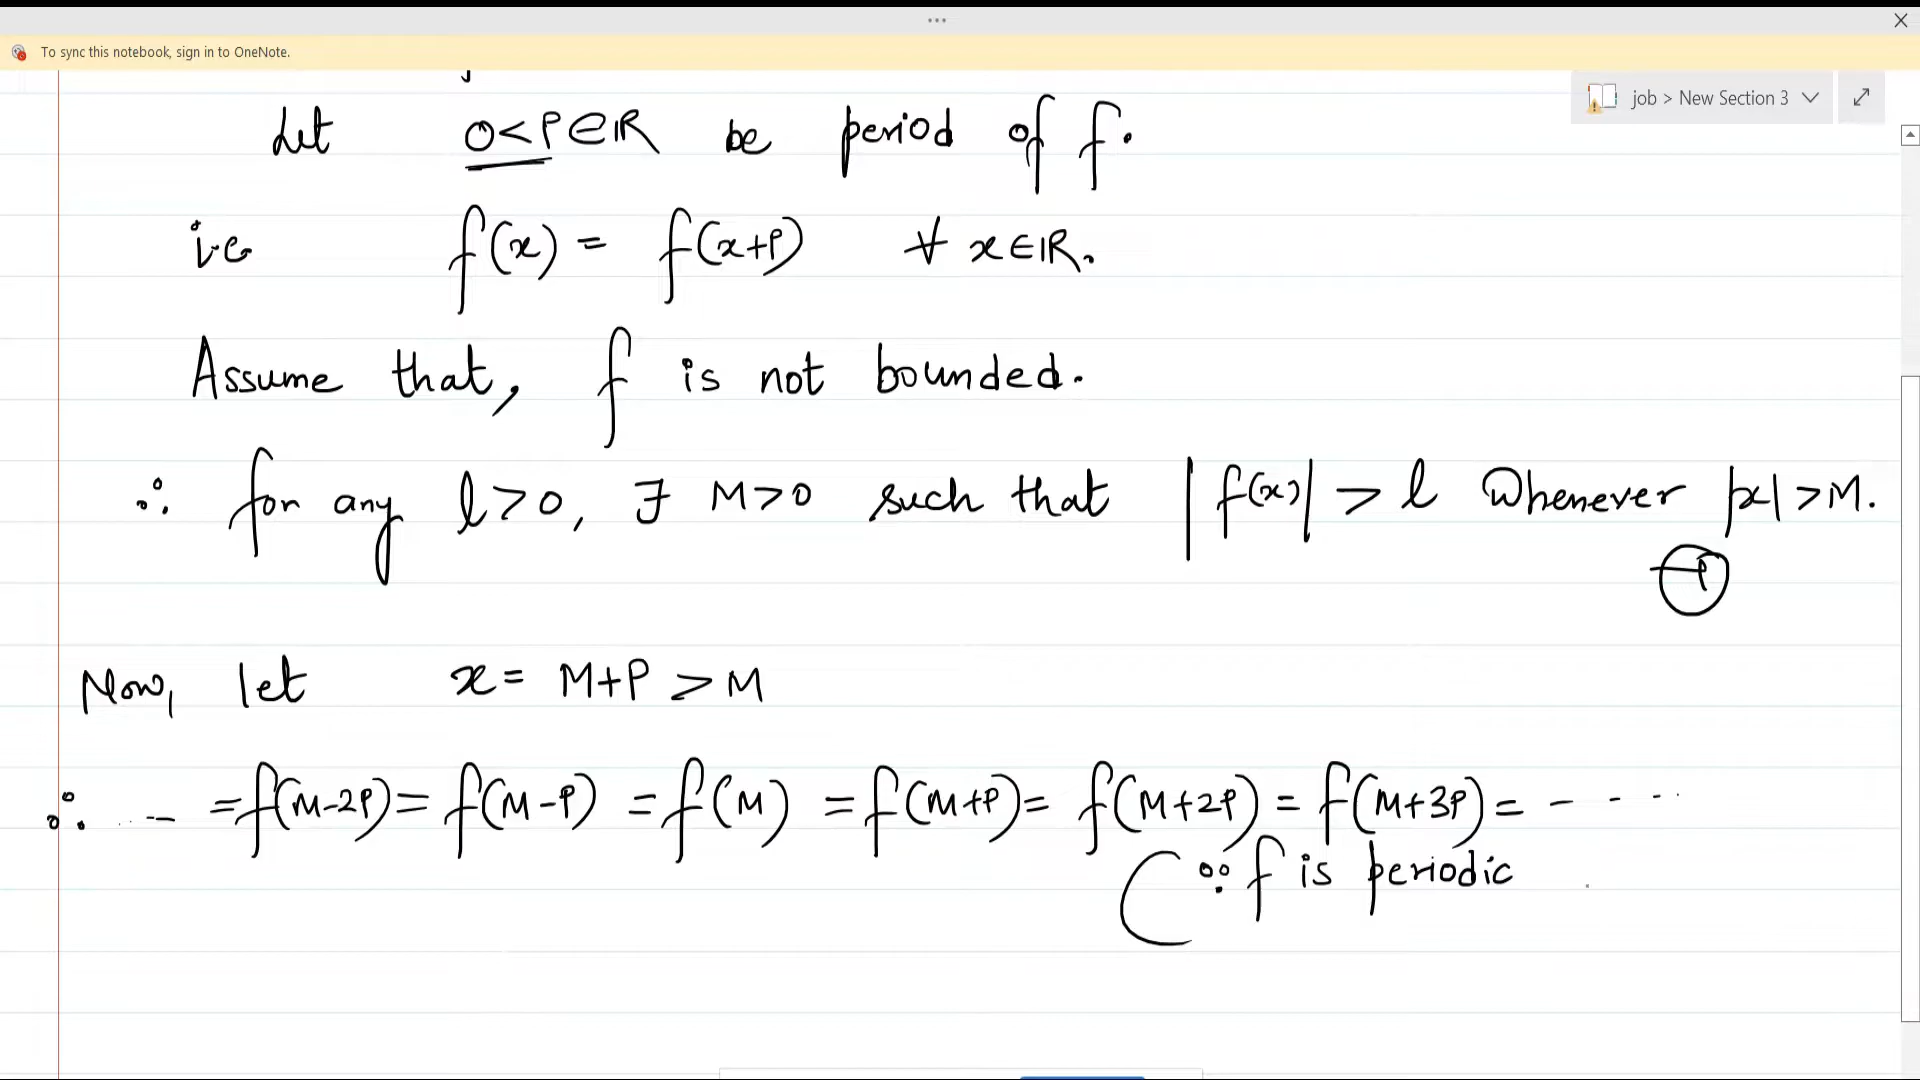 ...
To sync this notebook, sign in to OneNote.
job > New Section 3
Let 0<P∈ℝ be period of f.
i.e f(x) = f(x+P) ∀ x∈ℝ.
Assume that, f is not bounded.
∴ for any l>0, ∃ M>0 such that |f(x)| > l whenever |x| > M.
Now, let x = M+P > M
∴ ... = f(M-2P) = f(M-P) = f(M) = f(M+P) = f(M+2P) = f(M+3P) = - - - -
(∵ f is periodic